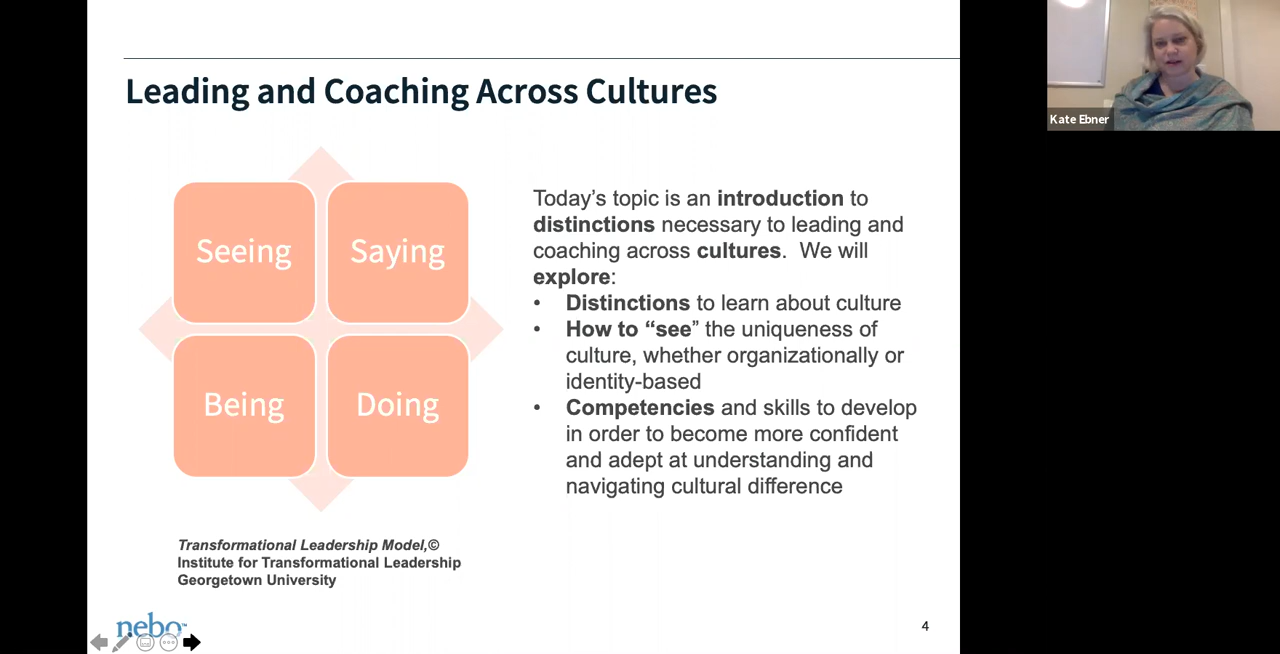 Leading and Coaching Across Cultures
Seeing
Saying
Being
Doing
Today’s topic is an introduction to
distinctions necessary to leading and
coaching across cultures.  We will
explore:
• Distinctions to learn about culture
• How to “see” the uniqueness of
culture, whether organizationally or
identity-based
• Competencies and skills to develop
in order to become more confident
and adept at understanding and
navigating cultural difference
Transformational Leadership Model,©
Institute for Transformational Leadership
Georgetown University
nebo™
4
Kate Ebner